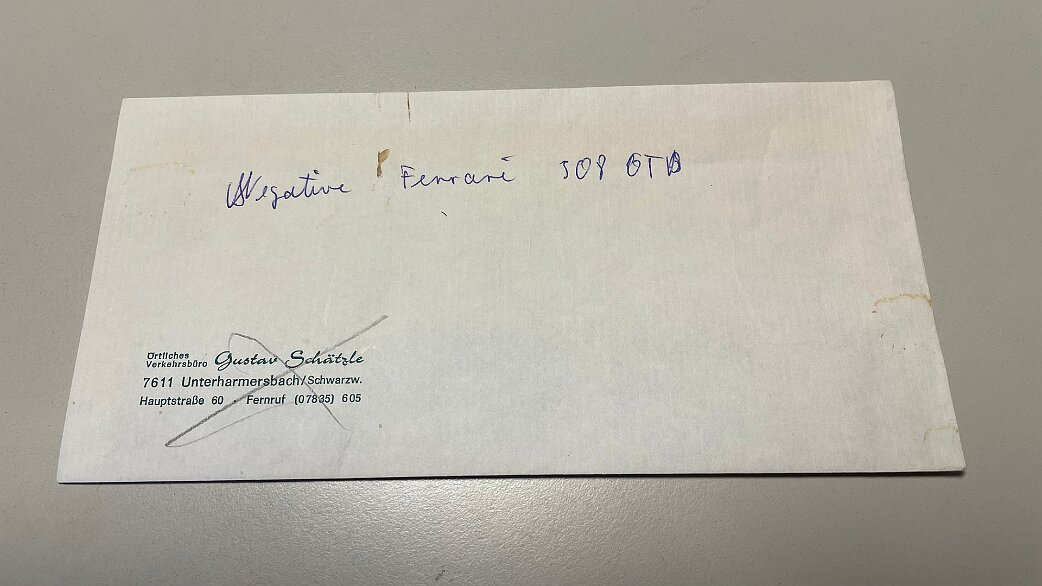 Negative Ferrari 308 GTB
Örtliches
Verkehrsbüro Gustav Schätzle
7611 Unterharmersbach/Schwarzw.
Hauptstraße 60 · Fernruf (07835) 605